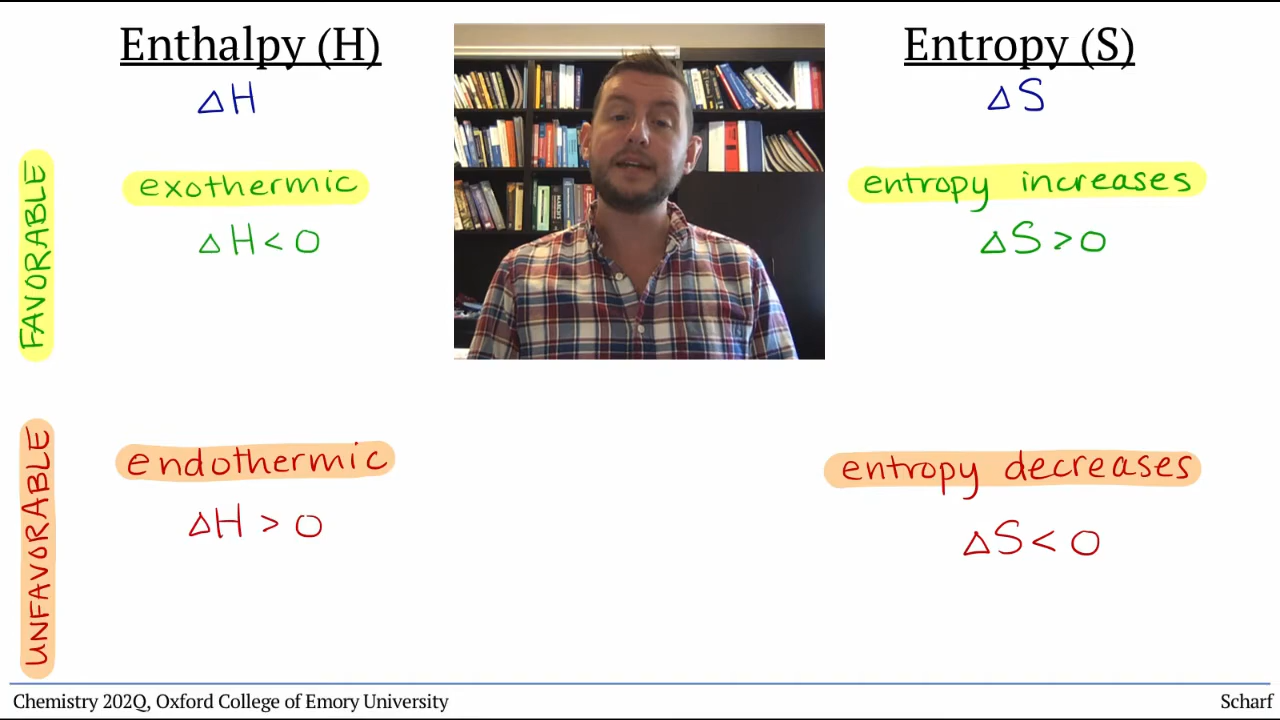 Enthalpy (H)
ΔH
FAVORABLE
exothermic
ΔH < 0
Entropy (S)
ΔS
entropy increases
ΔS > 0
UNFAVORABLE
endothermic
ΔH > 0
entropy decreases
ΔS < 0
Chemistry 202Q, Oxford College of Emory University
Scharf